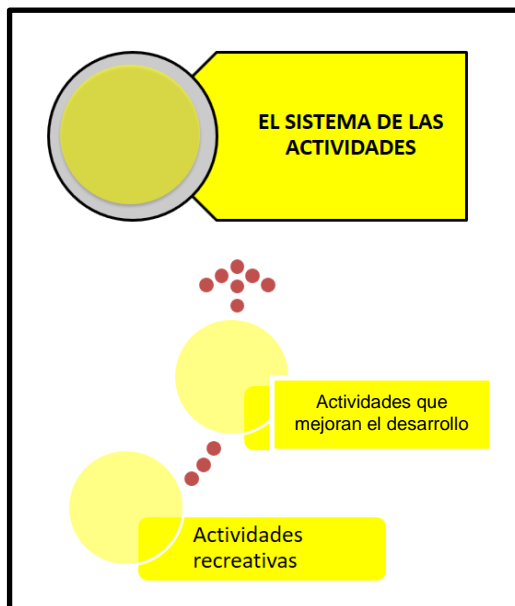 EL SISTEMA DE LAS
ACTIVIDADES
Actividades que
mejoran el desarrollo
Actividades
recreativas